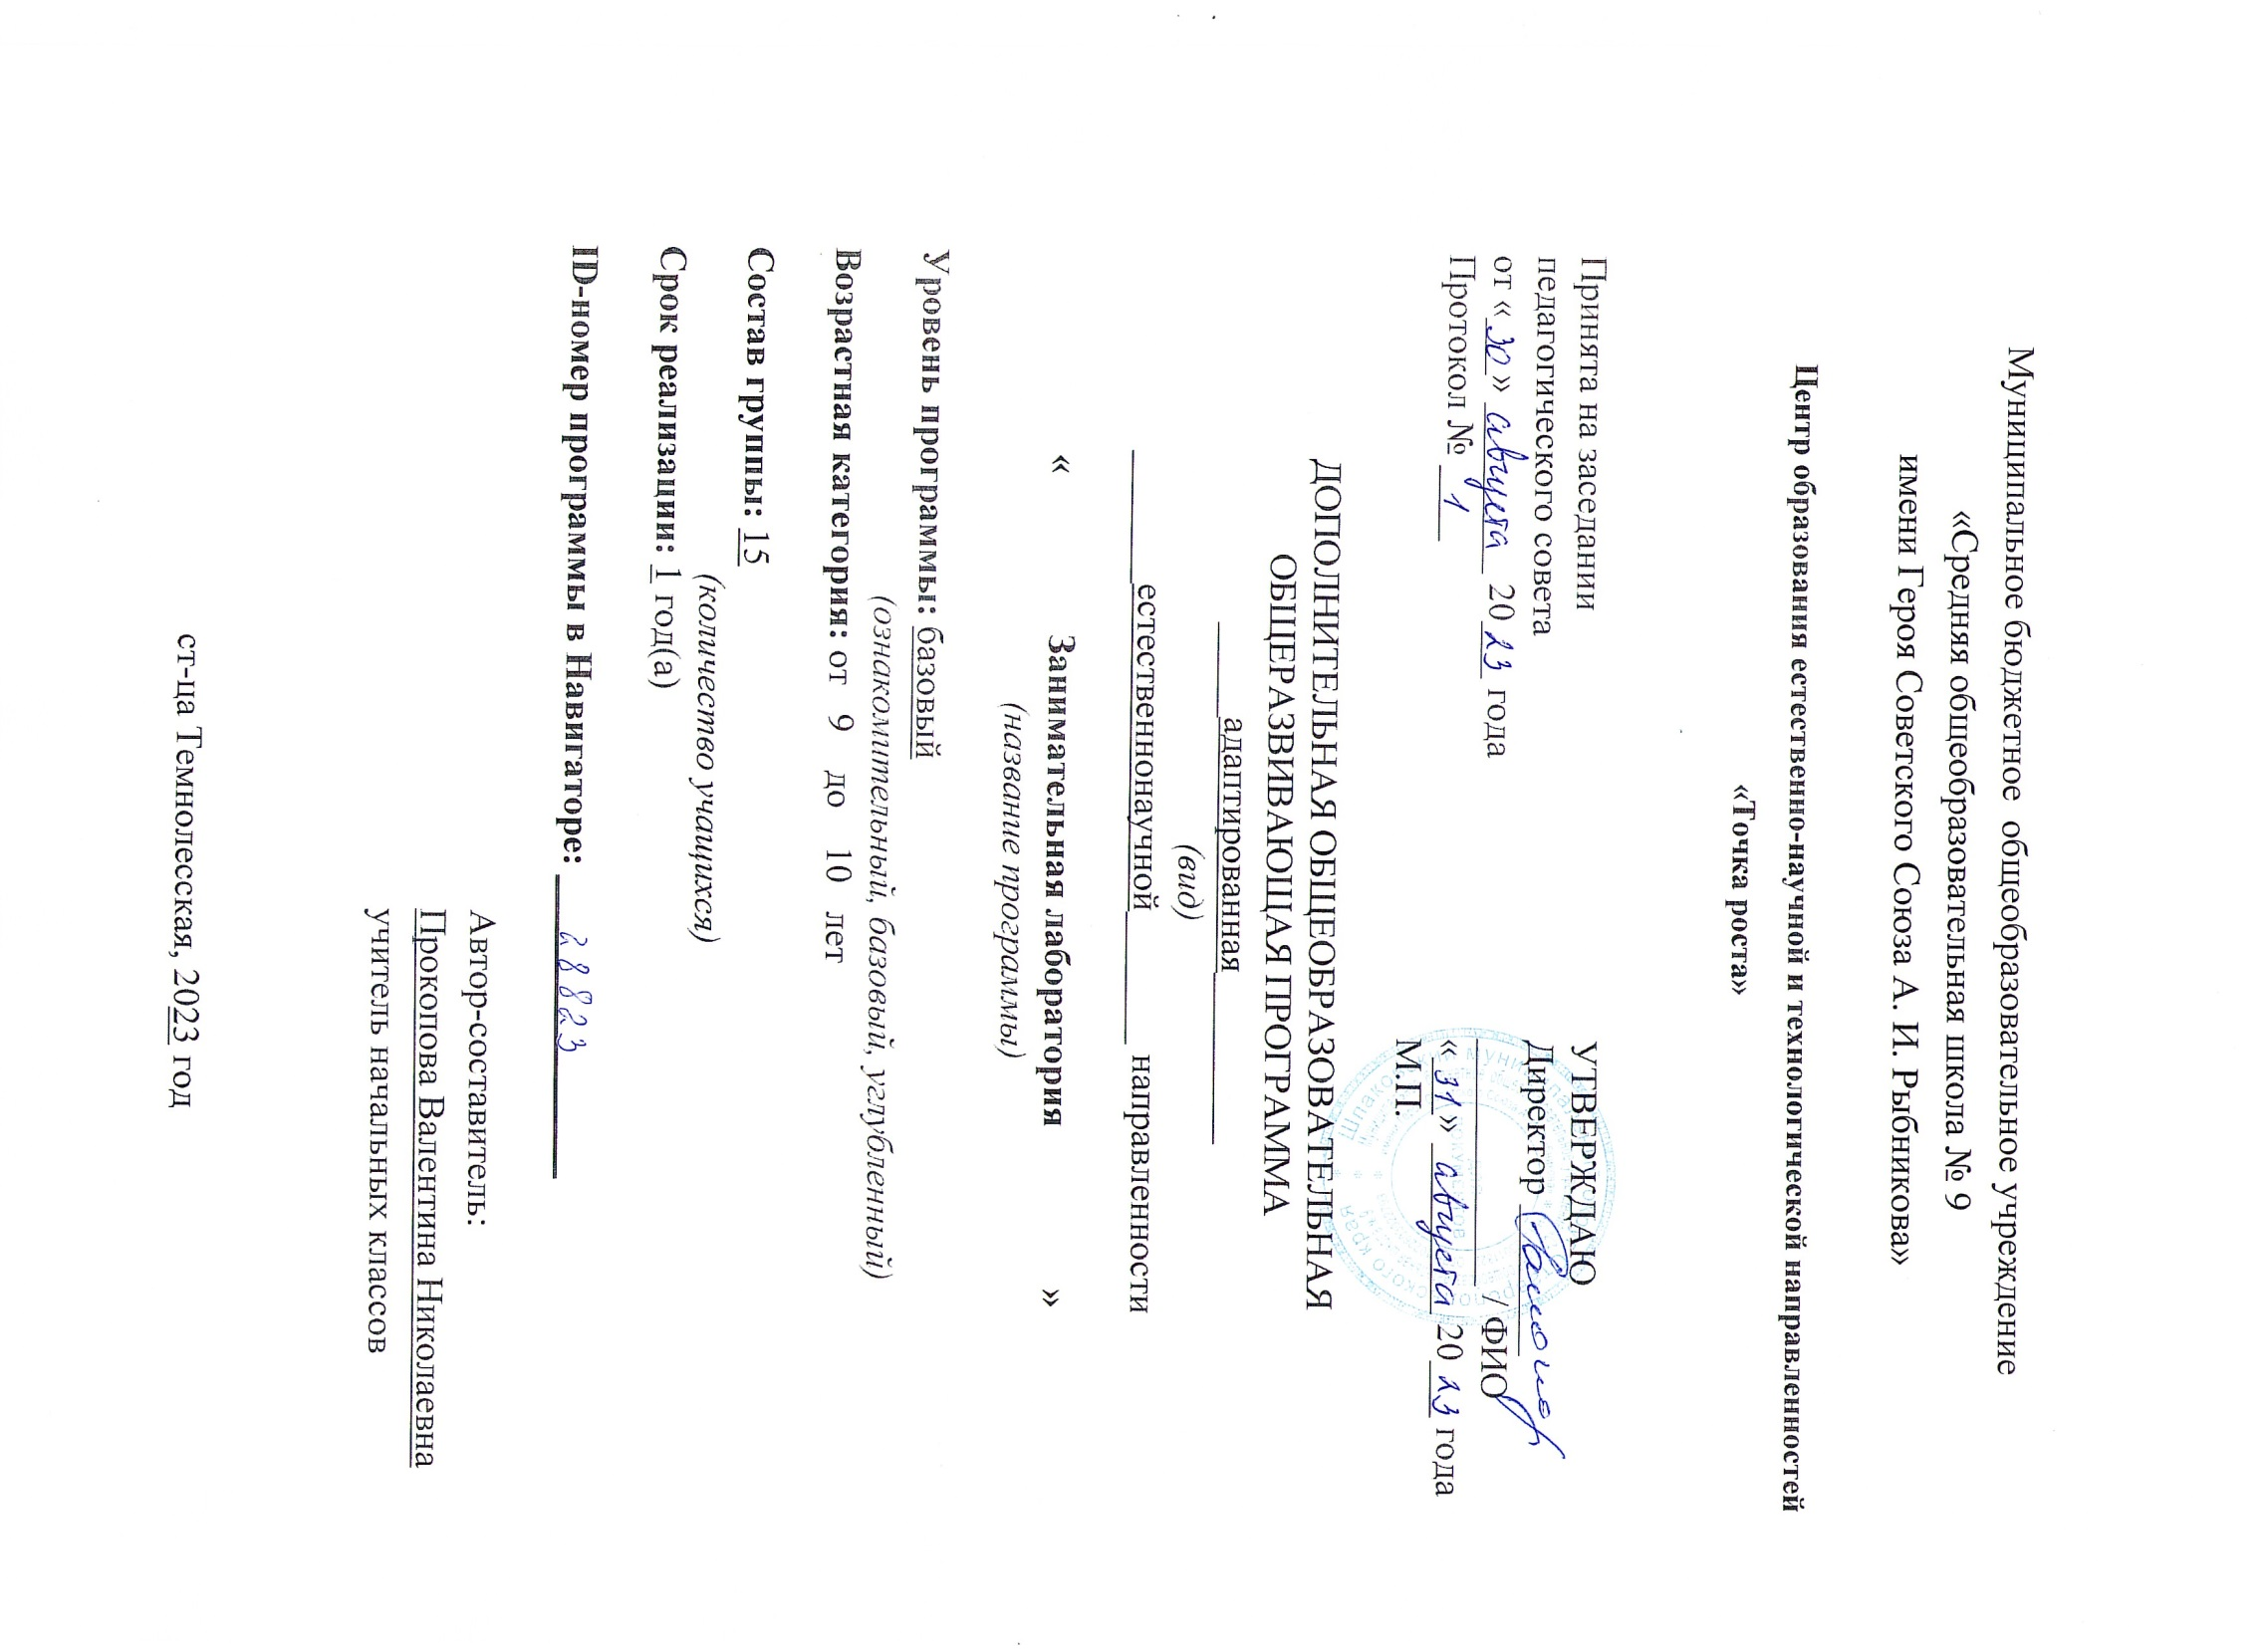 Муниципальное бюджетное общеобразовательное учреждение
«Средняя общеобразовательная школа № 9
имени Героя Советского Союза А. И. Рыбникова»
Центр образования естественно-научной и технологической направленностей
«Точка роста»
Принята на заседании
педагогического совета
от «30» августа 2023 года
Протокол № 1
УТВЕРЖДАЮ
Директор
/ ФИО
«31» августа 2023 года
М.П.
ДОПОЛНИТЕЛЬНАЯ ОБЩЕОБРАЗОВАТЕЛЬНАЯ
ОБЩЕРАЗВИВАЮЩАЯ ПРОГРАММА
адаптированная
(вид)
естественнонаучной направленности
« Занимательная лаборатория »
(название программы)
Уровень программы: базовый
(ознакомительный, базовый, углубленный)
Возрастная категория: от 9 до 10 лет
Состав группы: 15
(количество учащихся)
Срок реализации: 1 год(а)
ID-номер программы в Навигаторе: 28823
Автор-составитель:
Прокопова Валентина Николаевна
учитель начальных классов
ст-ца Темнолесская, 2023 год